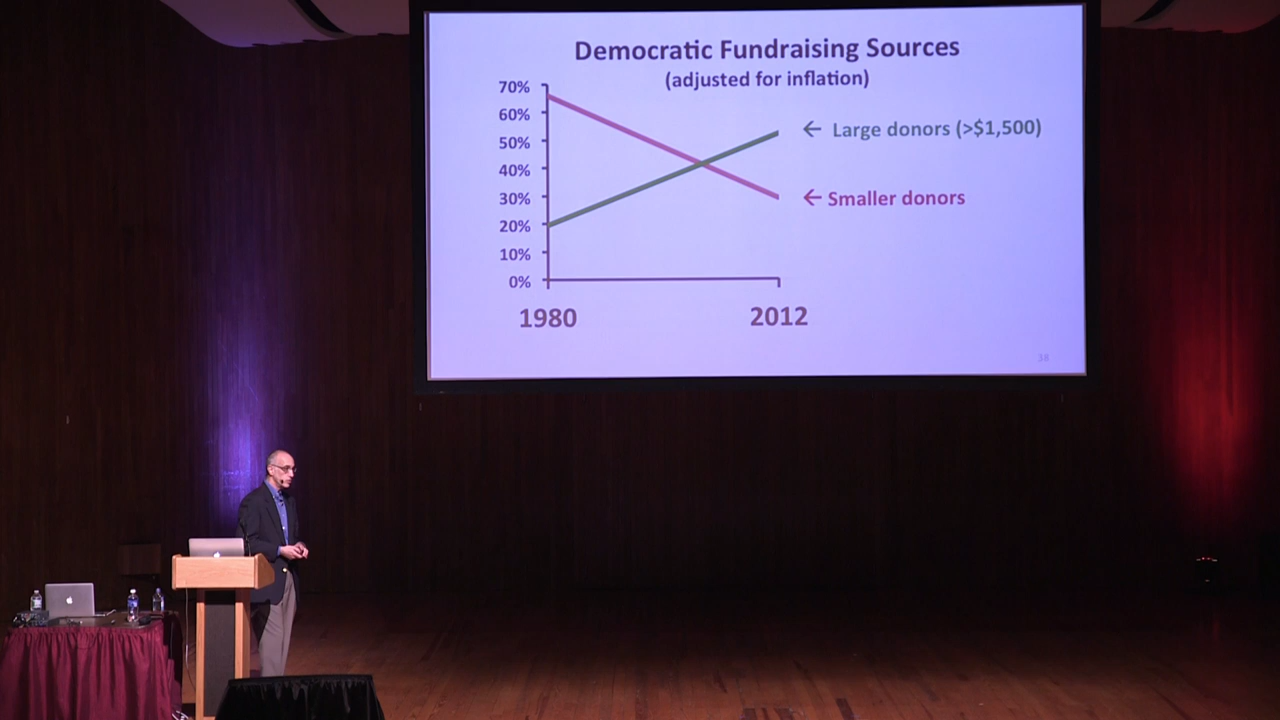 Democratic Fundraising Sources
(adjusted for inflation)
70%
60%
50%
40%
30%
20%
10%
0%
← Large donors (>$1,500)
← Smaller donors
1980
2012
38